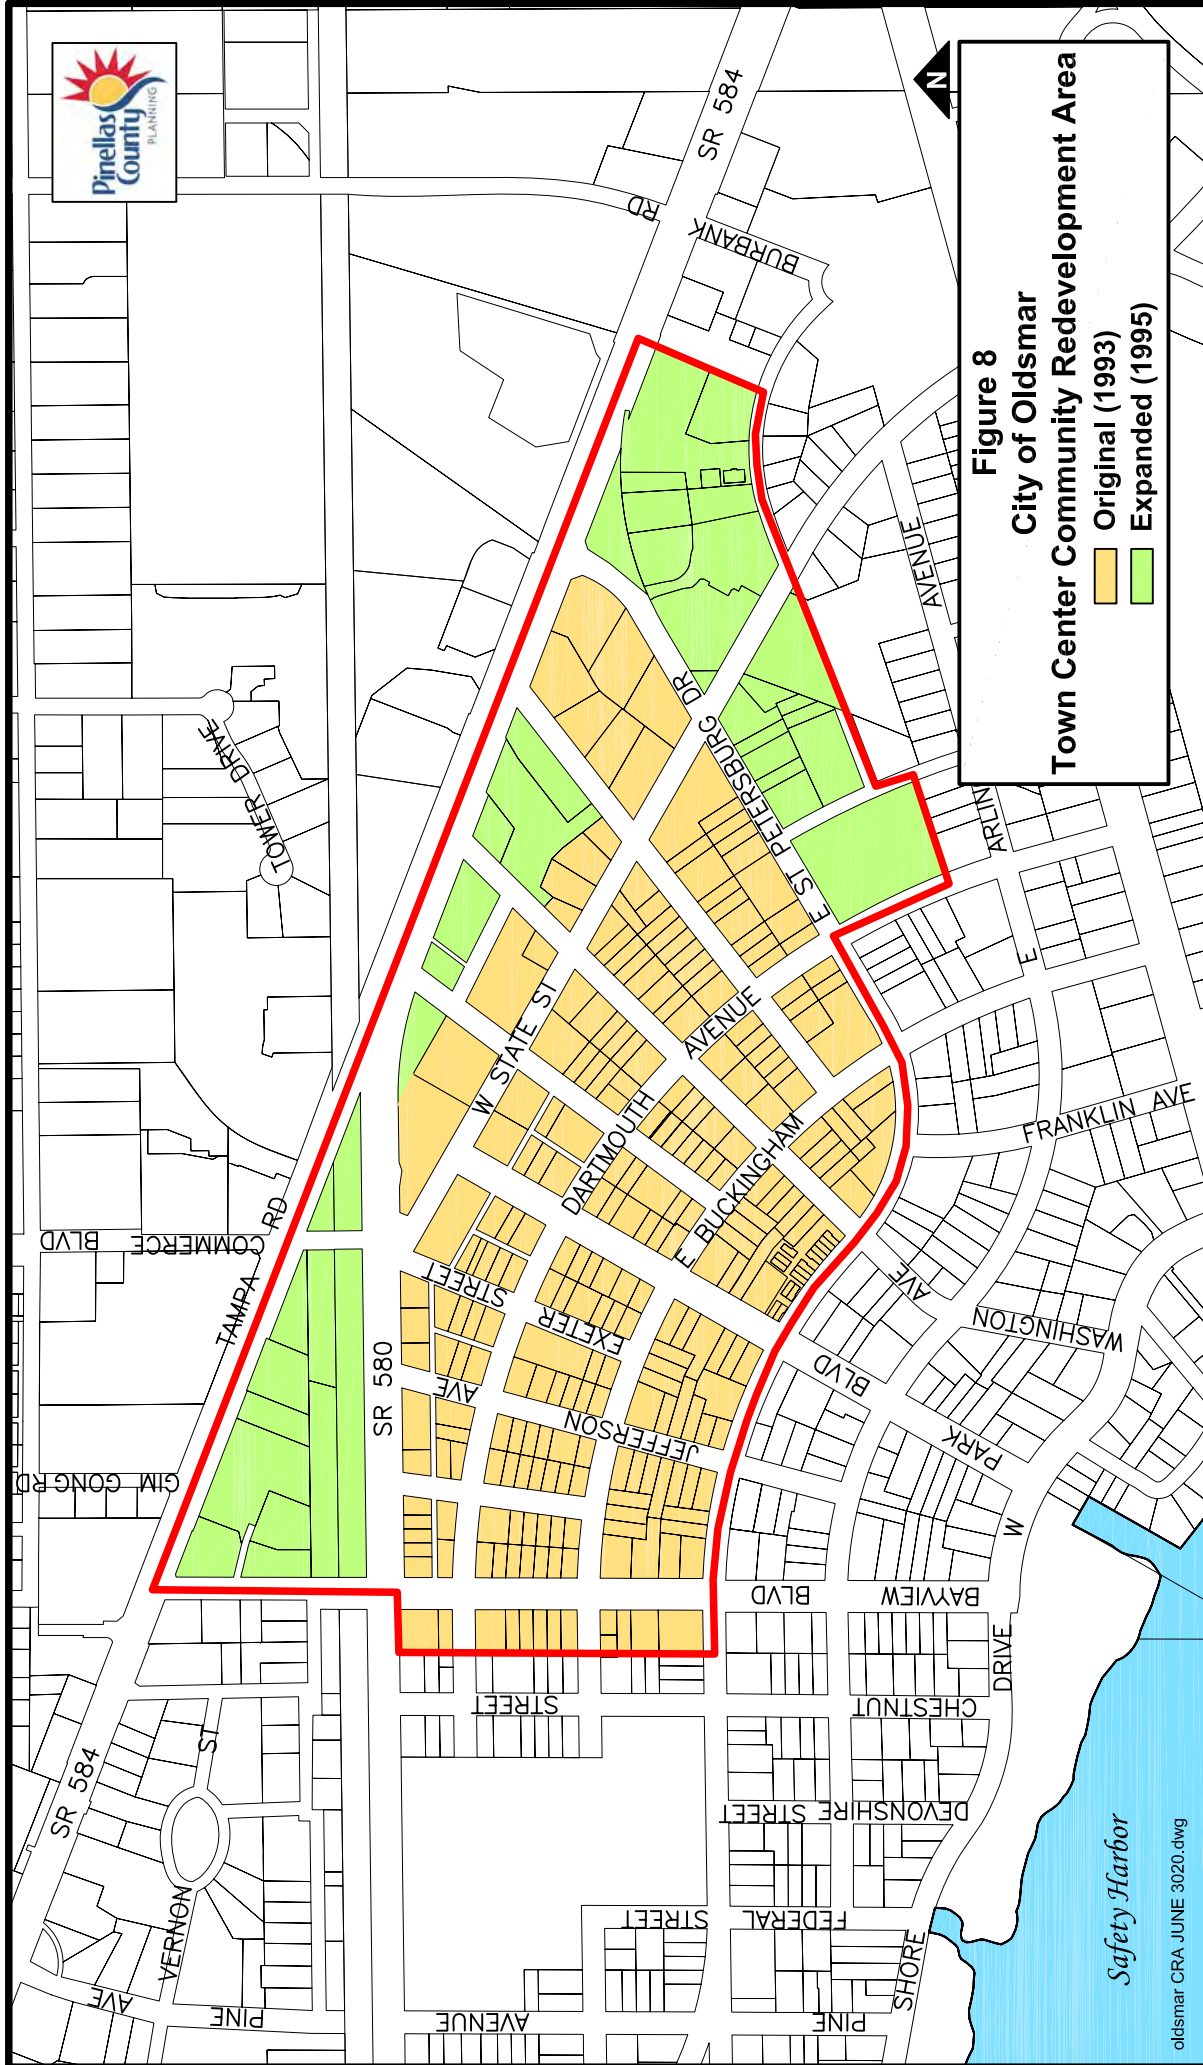 Pinellas
County
PLANNING
N
Figure 8
City of Oldsmar
Town Center Community Redevelopment Area
Original (1993)
Expanded (1995)
SR 584
BURBANK
RD
TOWER DRIVE
TOWER
AVENUE
E ST PETERSBURG DR
ARLIN
E
W STATE ST
AVENUE
DARTMOUTH
E BUCKINGHAM
FRANKLIN AVE
COMMERCE
BLVD
TAMPA
RD
GIM GONG RD
SR 580
STREET
EXETER
AVE
JEFFERSON
AVE
WASHINGTON
BLVD
PARK
BLVD
BAYVIEW
W
DRIVE
STREET
CHESTNUT
DEVONSHIRE STREET
FEDERAL STREET
SHORE
SR 584
ST
VERNON
AVE
PINE
AVENUE
PINE
Safety Harbor
oldsmar CRA JUNE 3020.dwg